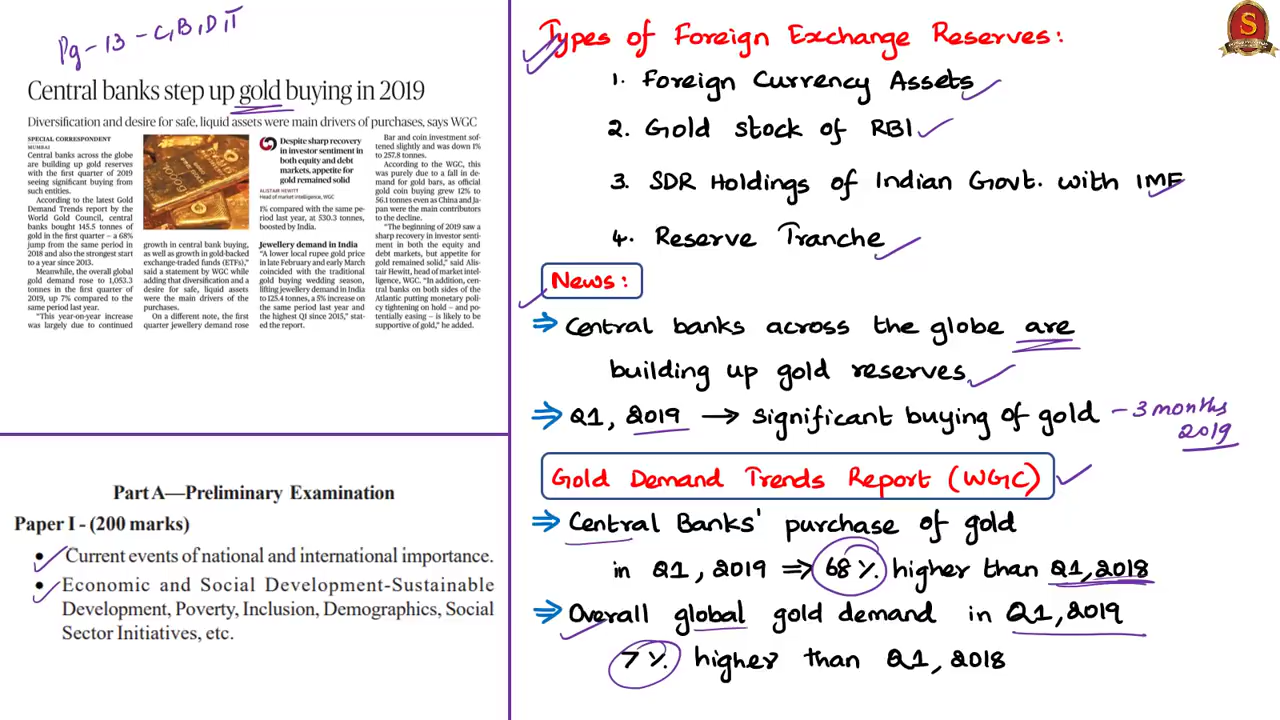 Pg-13-C,B,D,T
Central banks step up gold buying in 2019
Diversification and desire for safe, liquid assets were main drivers of purchases, says WGC
SPECIAL CORRESPONDENT
MUMBAI
Central banks across the globe
are building up gold reserves
with the first quarter of 2019
seeing significant buying from
such entities.
According to the latest Gold
Demand Trends report by the
World Gold Council, central
banks bought 145.5 tonnes of
gold in the first quarter – a 68%
jump from the same period in
2018 and also the strongest start
to a year since 2013.
Meanwhile, the overall global
gold demand rose to 1,053.3
tonnes in the first quarter of
2019, up 7% compared to the
same period last year.
"This year-on-year increase
was largely due to continued
growth in central bank buying,
as well as growth in gold-backed
exchange-traded funds (ETFs),"
said a statement by WGC while
adding that diversification and a
desire for safe, liquid assets
were the main drivers of the
purchases.
On a different note, the first
quarter jewellery demand rose
Despite sharp recovery
in investor sentiment in
both equity and debt
markets, appetite for
gold remained solid
ALISTAIR HEWITT
Head of market intelligence, WGC
1% compared with the same pe-
riod last year, at 530.3 tonnes,
boosted by India.
Jewellery demand in India
"A lower local rupee gold price
in late February and early March
coincided with the traditional
gold buying wedding season,
lifting jewellery demand in India
to 125.4 tonnes, a 5% increase on
the same period last year and
the highest Q1 since 2015," stat-
ed the report.
Bar and coin investment sof-
tened slightly and was down 1%
to 257.8 tonnes.
According to the WGC, this
was purely due to a fall in de-
mand for gold bars, as official
gold coin buying grew 12% to
56.1 tonnes even as China and Ja-
pan were the main contributors
to the decline.
"The beginning of 2019 saw a
sharp recovery in investor senti-
ment in both the equity and
debt markets, but appetite for
gold remained solid," said Alis-
tair Hewitt, head of market intel-
ligence, WGC. "In addition, cen-
tral banks on both sides of the
Atlantic putting monetary poli-
cy tightening on hold – and po-
tentially easing – is likely to be
supportive of gold," he added.
Part A—Preliminary Examination
Paper I - (200 marks)
• Current events of national and international importance.
• Economic and Social Development-Sustainable
Development, Poverty, Inclusion, Demographics, Social
Sector Initiatives, etc.
Types of Foreign Exchange Reserves:
1. Foreign Currency Assets
2. Gold stock of RBI
3. SDR Holdings of Indian Govt. with IMF
4. Reserve Tranche
News:
⇒ Central banks across the globe are
building up gold reserves
⇒ Q1, 2019 → significant buying of gold – 3 months
2019
Gold Demand Trends Report (WGC)
⇒ Central Banks' purchase of gold
in Q1, 2019 ⇒ 68% higher than Q1, 2018
⇒ Overall global gold demand in Q1, 2019
7% higher than Q1, 2018
S